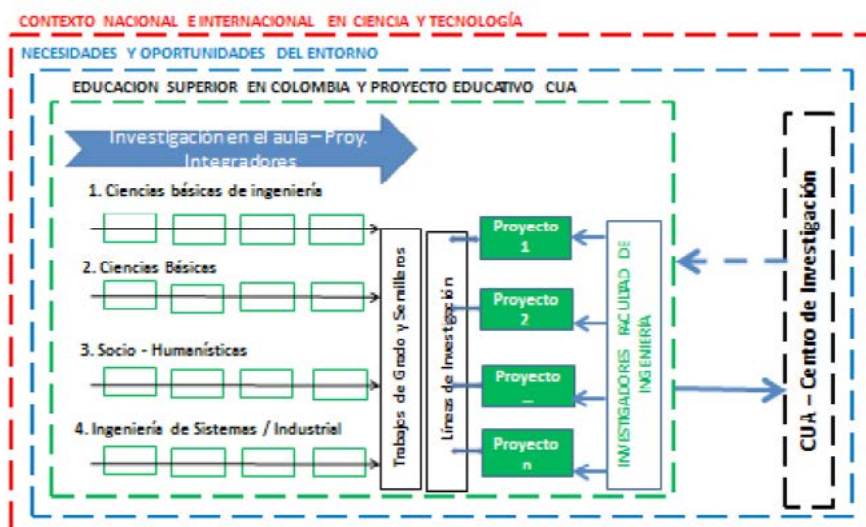 CONTEXTO NACIONAL E INTERNACIONAL EN CIENCIA Y TECNOLOGÍA
NECESIDADES Y OPORTUNIDADES DEL ENTORNO
EDUCACION SUPERIOR EN COLOMBIA Y PROYECTO EDUCATIVO CUA
Investigación en el aula – Proy.
Integradores
1. Ciencias básicas de ingeniería
2. Ciencias Básicas
3. Socio - Humanísticas
4. Ingeniería de Sistemas / Industrial
Trabajos de Grado y Semilleros
Líneas de Investigación
Proyecto
1
Proyecto
2
Proyecto
...
Proyecto
n
INVESTIGADORES FACULTAD DE
INGENIERÍA
CUA – Centro de Investigación